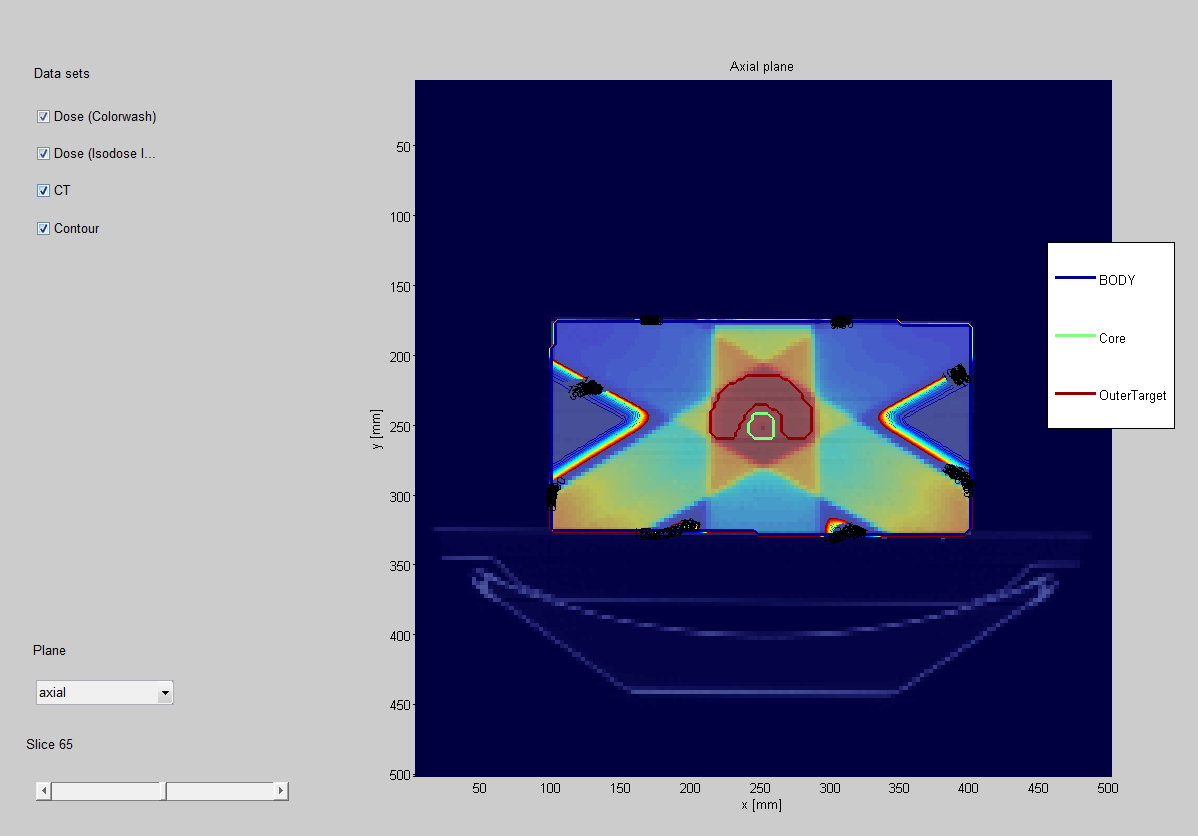 Data sets
Dose (Colorwash)
Dose (Isodose l...
CT
Contour
Plane
axial
Slice 65
Axial plane
50
100
150
200
250
300
350
400
450
500
y [mm]
50
100
150
200
250
300
350
400
450
500
x [mm]
BODY
Core
OuterTarget